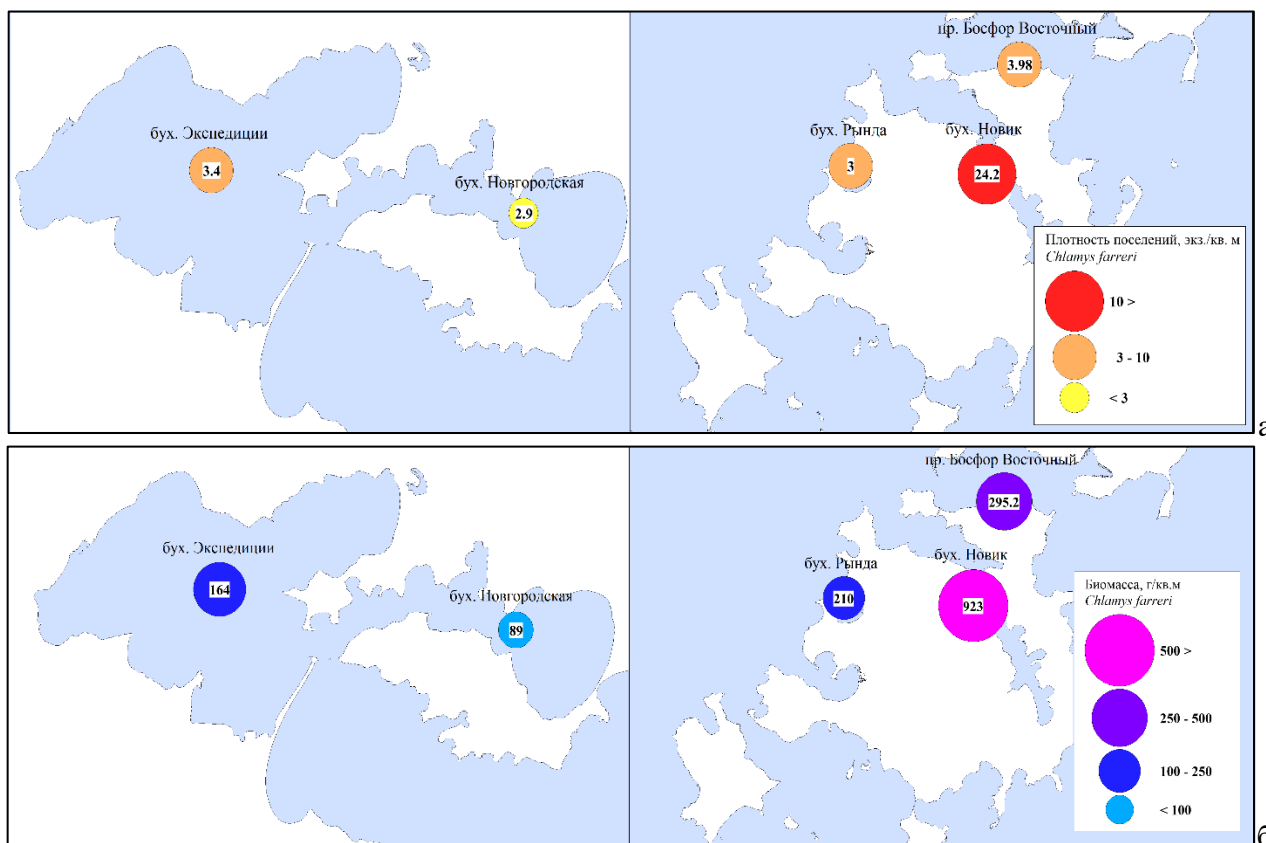 пр. Босфор Восточный
3.98
бух. Экспедиции
3.4
бух. Рында
3
бух. Новик
24.2
бух. Новгородская
2.9
Плотность поселений, экз./кв. м
Chlamys farreri
10 >
3 - 10
< 3
а
пр. Босфор Восточный
295.2
бух. Экспедиции
164
бух. Рында
210
бух. Новик
923
бух. Новгородская
89
Биомасса, г/кв.м
Chlamys farreri
500 >
250 - 500
100 - 250
< 100
б